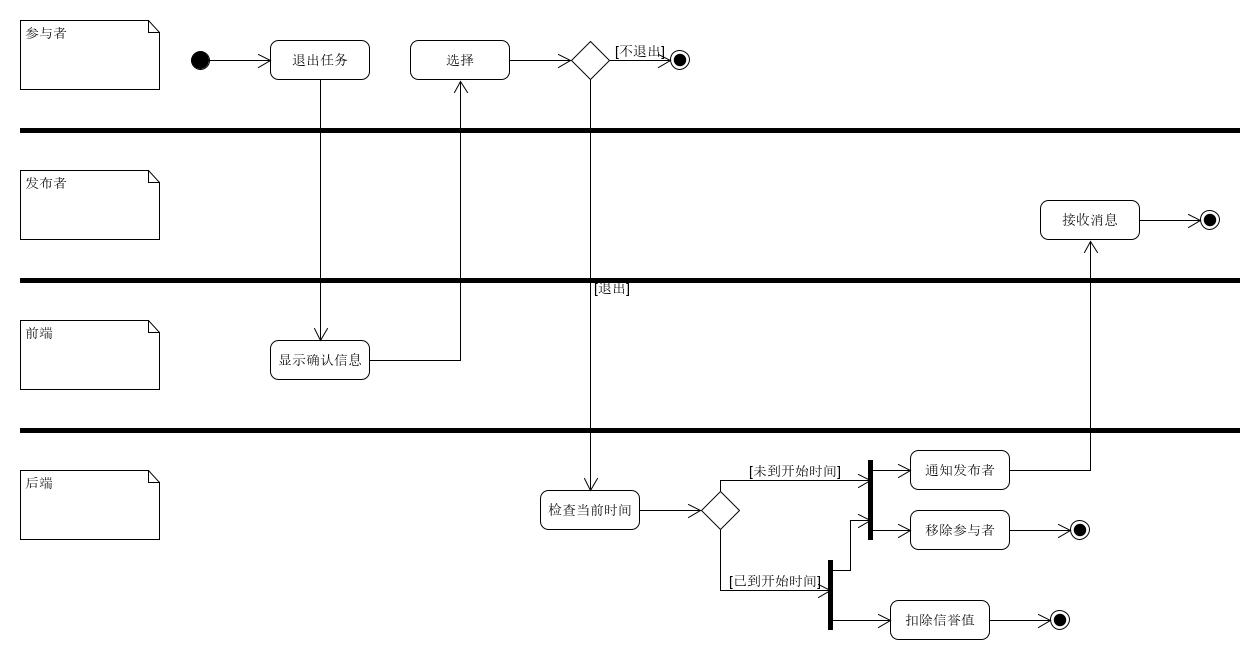 参与者
退出任务
选择
[不退出]
发布者
接收消息
[退出]
前端
显示确认信息
后端
[未到开始时间]
通知发布者
检查当前时间
移除参与者
[已到开始时间]
扣除信誉值